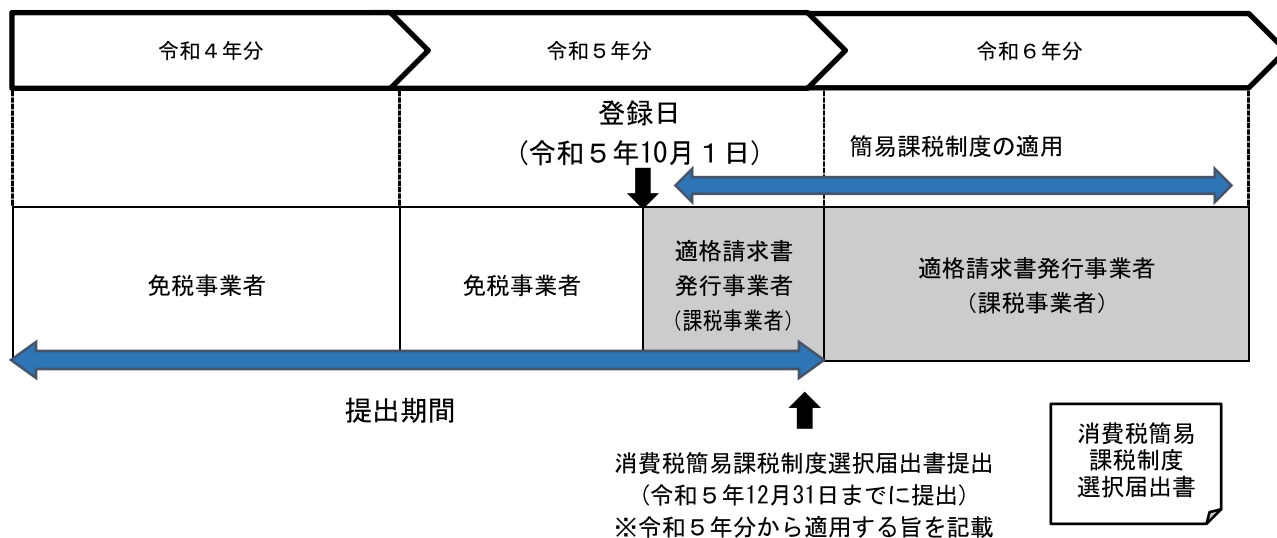 令和４年分
令和５年分
令和６年分
登録日
（令和５年10月１日）
簡易課税制度の適用
免税事業者
免税事業者
適格請求書
発行事業者
（課税事業者）
適格請求書発行事業者
（課税事業者）
提出期間
消費税簡易課税制度選択届出書提出
（令和５年12月31日までに提出）
※令和５年分から適用する旨を記載
消費税簡易
課税制度
選択届出書